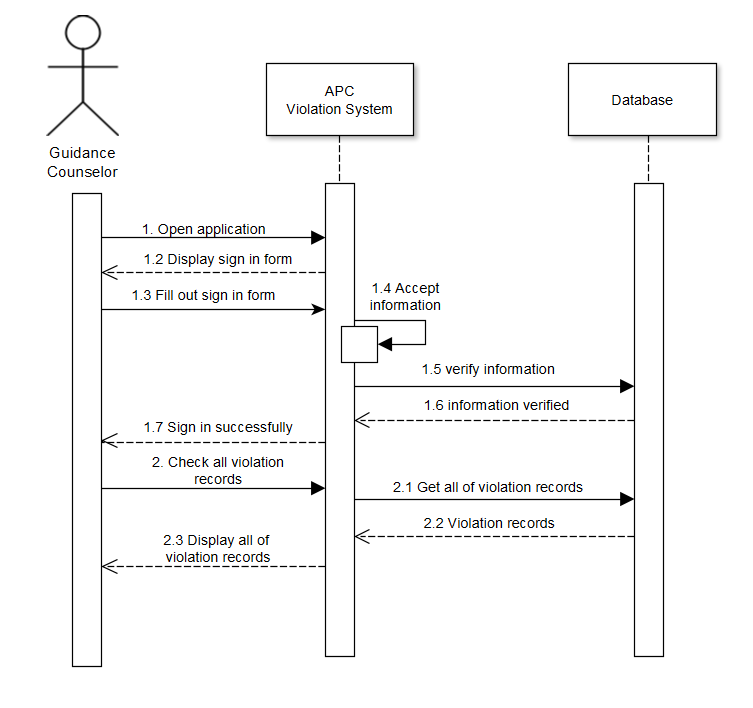 APC
Violation System
Database
Guidance
Counselor
1. Open application
1.2 Display sign in form
1.3 Fill out sign in form
1.4 Accept
information
1.5 verify information
1.6 information verified
1.7 Sign in successfully
2. Check all violation
records
2.1 Get all of violation records
2.2 Violation records
2.3 Display all of
violation records